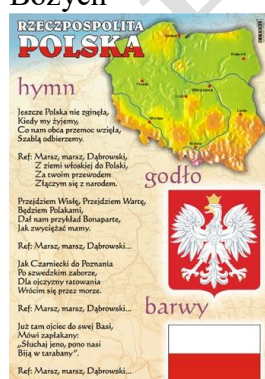 Bożych
RZECZPOSPOLITA
POLSKA
hymn
Jeszcze Polska nie zginęła,
Kiedy my żyjemy,
Co nam obca przemoc wzięła,
Szablą odbierzemy.
Ref: Marsz, marsz, Dąbrowski,
Z ziemi włoskiej do Polski,
Za twoim przewodem
Złączym się z narodem.
Przejdziem Wisłę, Przejdziem Wartę,
Będziem Polakami,
Dał nam przykład Bonaparte,
Jak zwyciężać mamy.
Ref: Marsz, marsz, Dąbrowski...
Jak Czarniecki do Poznania
Po szwedzkim zaborze,
Dla ojczyzny ratowania
Wrócim się przez morze.
Ref: Marsz, marsz, Dąbrowski...
Już tam ojciec do swej Basi,
Mówi zapłakany:
"Słuchaj jeno, pono nasi
Biją w tarabany".
Ref: Marsz, marsz, Dąbrowski...
godło
barwy